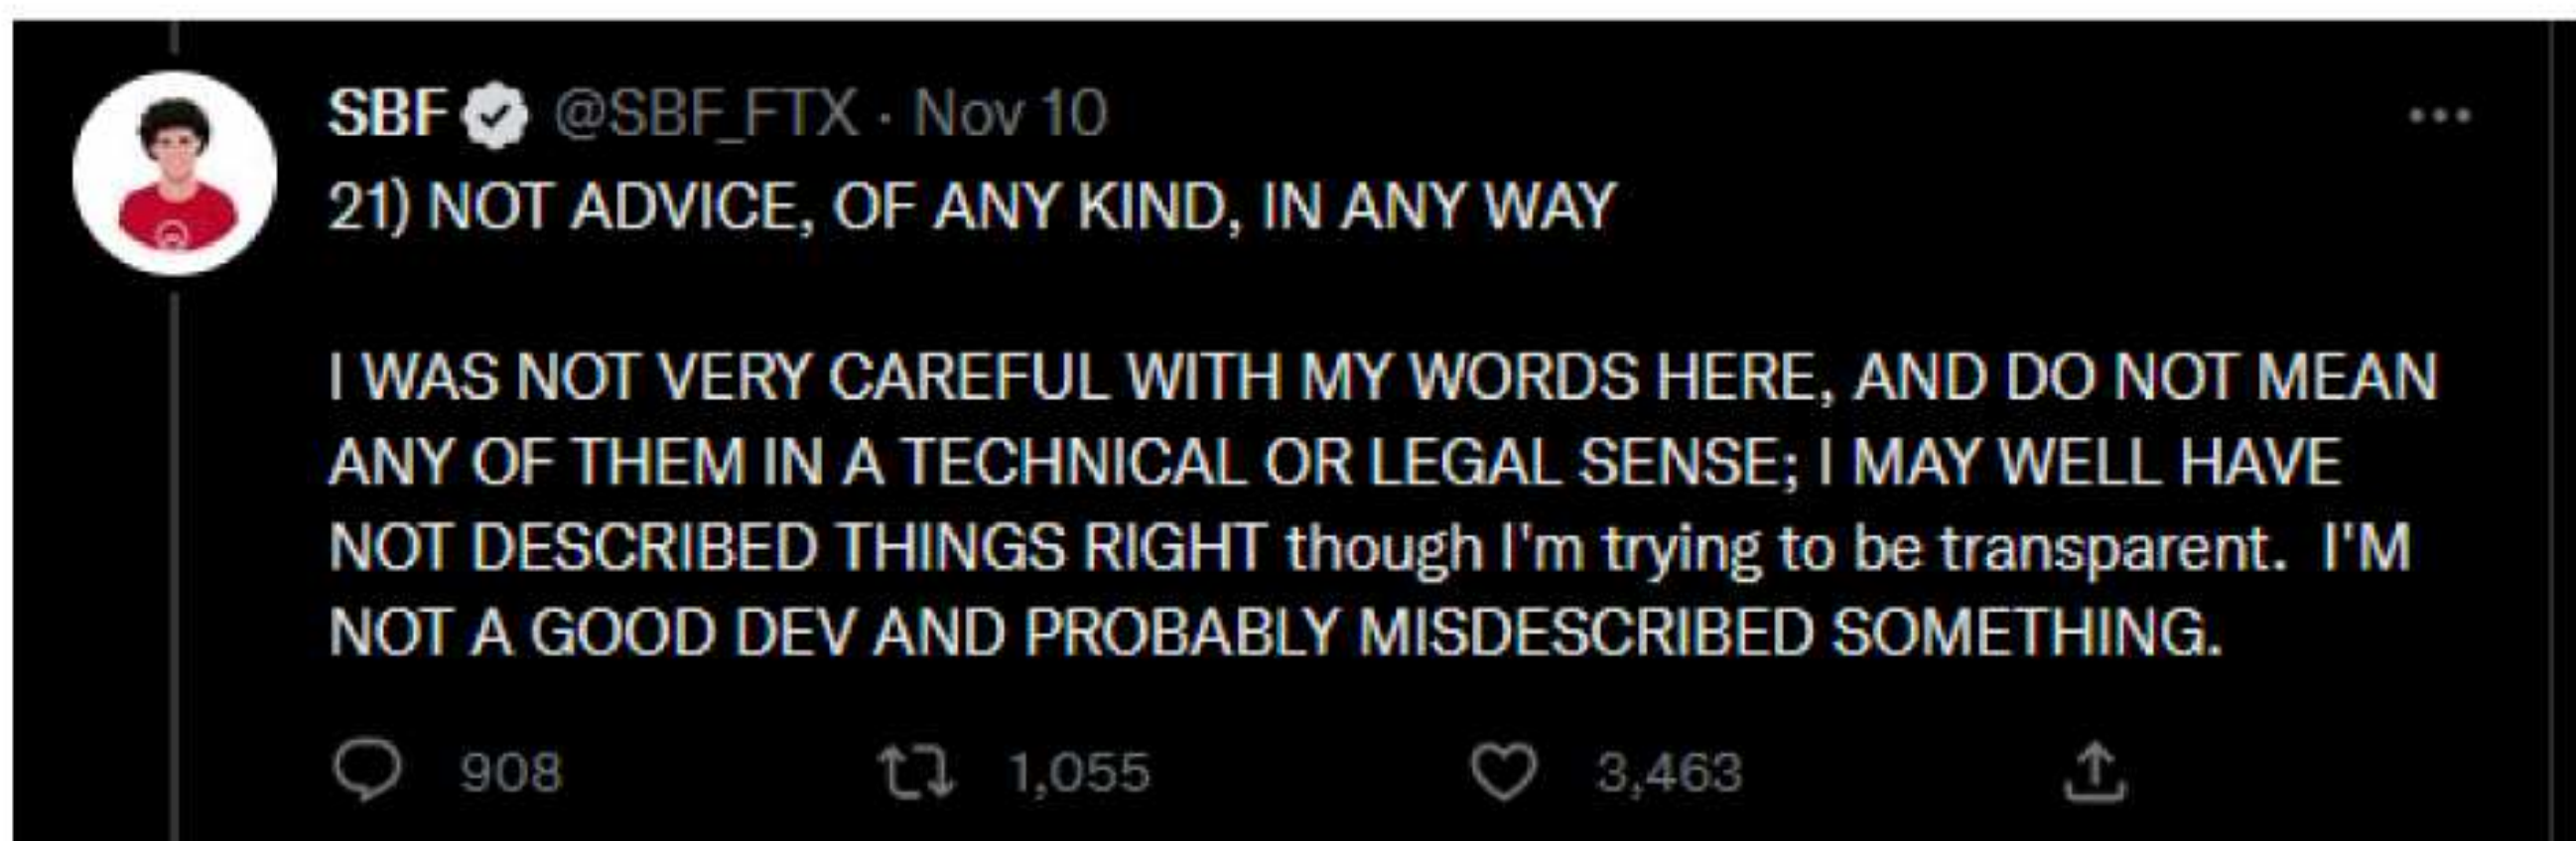 SBF @SBF_FTX · Nov 10
21) NOT ADVICE, OF ANY KIND, IN ANY WAY
I WAS NOT VERY CAREFUL WITH MY WORDS HERE, AND DO NOT MEAN
ANY OF THEM IN A TECHNICAL OR LEGAL SENSE; I MAY WELL HAVE
NOT DESCRIBED THINGS RIGHT though I'm trying to be transparent.  I'M
NOT A GOOD DEV AND PROBABLY MISDESCRIBED SOMETHING.
908 1,055 3,463